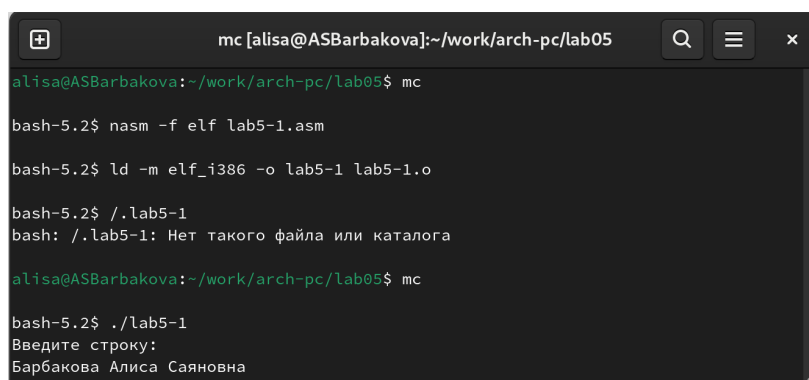 mc [alisa@ASBarbakova]:~/work/arch-pc/lab05
alisa@ASBarbakova:~/work/arch-pc/lab05$ mc
bash-5.2$ nasm -f elf lab5-1.asm
bash-5.2$ ld -m elf_i386 -o lab5-1 lab5-1.o
bash-5.2$ /.lab5-1
bash: /.lab5-1: Нет такого файла или каталога
alisa@ASBarbakova:~/work/arch-pc/lab05$ mc
bash-5.2$ ./lab5-1
Введите строку:
Барбакова Алиса Саяновна